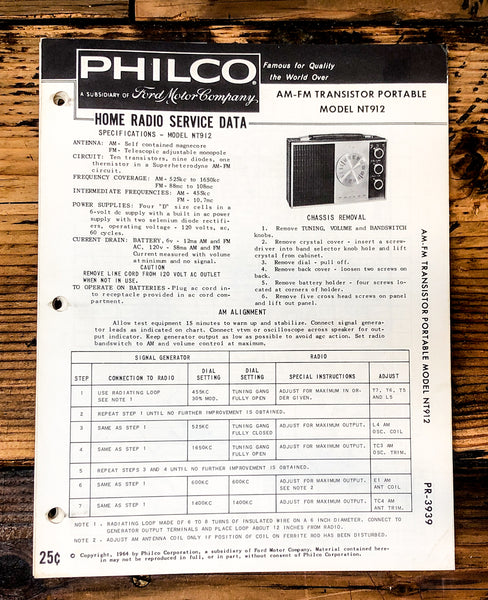 PHILCO®
A SUBSIDIARY OF Ford Motor Company,
Famous for Quality
the World Over
AM-FM TRANSISTOR PORTABLE
MODEL NT912
HOME RADIO SERVICE DATA
SPECIFICATIONS - MODEL NT912
ANTENNA: AM- Self contained magnecore
FM- Telescopic adjustable monopole
CIRCUIT: Ten transistors, nine diodes, one
thermistor in a Superheterodyne AM-FM
circuit.
FREQUENCY COVERAGE: AM- 525kc to 1650kc
FM- 88mc to 108mc
INTERMEDIATE FREQUENCIES: AM- 455kc
FM- 10.7mc
POWER SUPPLIES: Four "D" size cells in a
6-volt dc supply with a built in ac power
supply with two selenium diode rectifi-
ers, operating voltage - 120 volts, ac,
60 cycles.
CURRENT DRAIN: BATTERY, 6v - 12ma AM and FM
AC, 120v - 58ma AM and FM
Current measured with volume
at minimum and no signal.
CAUTION
REMOVE LINE CORD FROM 120 VOLT AC OUTLET
WHEN NOT IN USE.
TO OPERATE ON BATTERIES - Plug ac cord in-
to receptacle provided in ac cord com-
partment.
CHASSIS REMOVAL
1. Remove TUNING, VOLUME and BANDSWITCH
knobs.
2. Remove crystal cover - insert a screw-
driver into band selector knob hole and lift
crystal from cabinet.
3. Remove dial - pull off.
4. Remove back cover - loosen two screws on
back.
5. Remove battery holder - four screws lo-
cated at corners of holder.
6. Remove five cross head screws on panel
and lift out panel.
AM ALIGNMENT
Allow test equipment 15 minutes to warm up and stabilize. Connect signal gener-
ator leads as indicated on chart. Connect vtvm or oscilloscope across speaker for out-
put indicator. Keep generator output as low as possible to avoid agc action. Set radio
bandswitch to AM and volume control at maximum.
SIGNAL GENERATOR RADIO
STEP CONNECTION TO RADIO DIAL SETTING DIAL SETTING SPECIAL INSTRUCTIONS ADJUST
1 USE RADIATING LOOP SEE NOTE 1 455KC 30% MOD. TUNING GANG FULLY OPEN ADJUST FOR MAXIMUM IN OR- DER GIVEN. T7, T6, T5 AND L5
2 REPEAT STEP 1 UNTIL NO FURTHER IMPROVEMENT IS OBTAINED.
3 SAME AS STEP 1 525KC TUNING GANG FULLY CLOSED ADJUST FOR MAXIMUM OUTPUT. L4 AM OSC. COIL
4 SAME AS STEP 1 1650KC TUNING GANG FULLY OPEN ADJUST FOR MAXIMUM OUTPUT. TC3 AM OSC. TRIM.
5 REPEAT STEPS 3 AND 4 UNTIL NO FURTHER IMPROVEMENT IS OBTAINED.
6 SAME AS STEP 1 600KC 600KC ADJUST FOR MAXIMUM OUTPUT. SEE NOTE 2 E1 AM ANT COIL
7 SAME AS STEP 1 1400KC 1400KC ADJUST FOR MAXIMUM OUTPUT. TC4 AM ANT TRIM.
NOTE 1 - RADIATING LOOP MADE OF 6 TO 8 TURNS OF INSULATED WIRE ON A 6 INCH DIAMETER. CONNECT TO
GENERATOR OUTPUT TERMINALS AND PLACE LOOP ABOUT 12 INCHES FROM RADIO.
NOTE 2 - ADJUST AM ANTENNA COIL ONLY IF POSITION OF COIL ON FERRITE ROD HAS BEEN DISTURBED.
25¢
© Copyright, 1964 by Philco Corporation, a subsidiary of Ford Motor Company. Material contained here-
in may not be reproduced in full, or in part, without consent of Philco Corporation.
AM-FM TRANSISTOR PORTABLE MODEL NT912
PR-3939